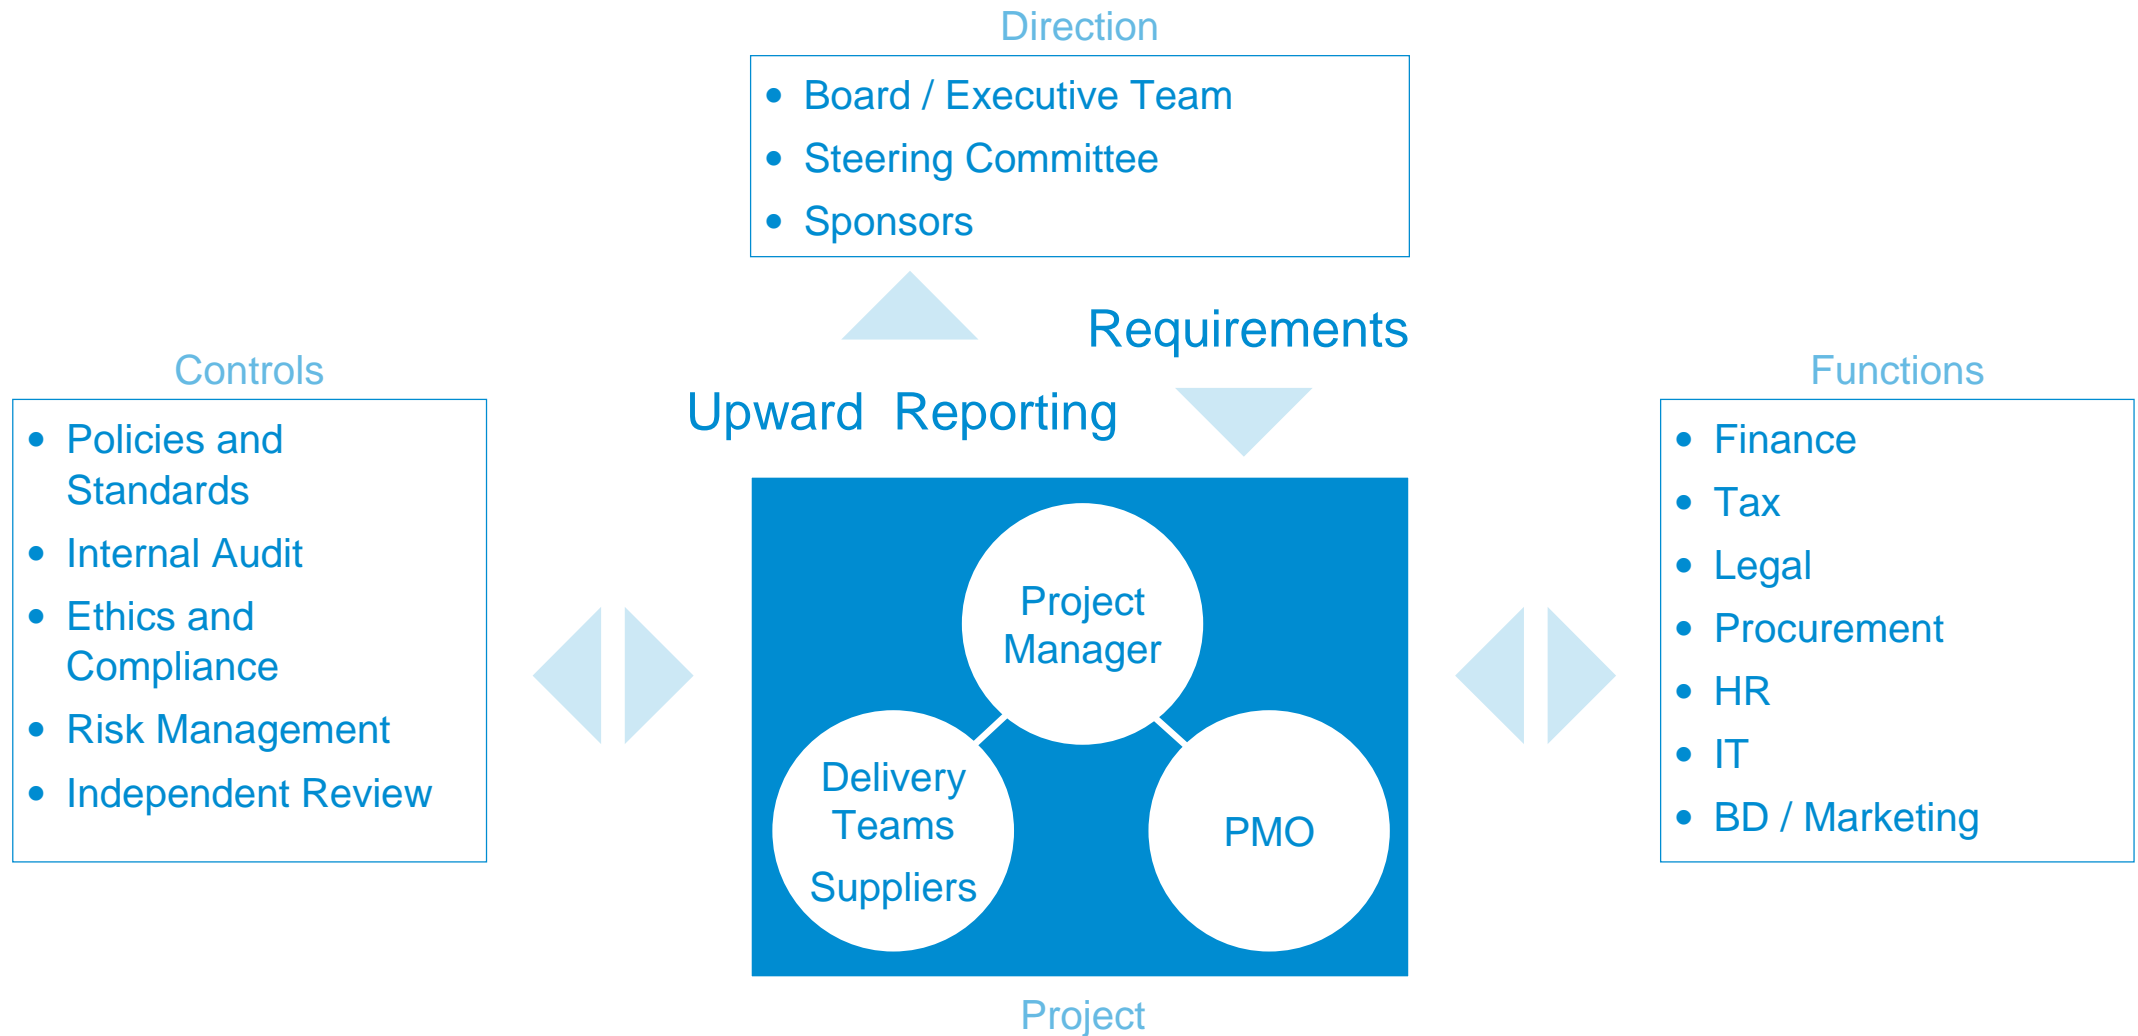 Direction
• Board / Executive Team
• Steering Committee
• Sponsors
Requirements
Upward Reporting
Controls
• Policies and
Standards
• Internal Audit
• Ethics and
Compliance
• Risk Management
• Independent Review
Project
Manager
Delivery
Teams
Suppliers
PMO
Project
Functions
• Finance
• Tax
• Legal
• Procurement
• HR
• IT
• BD / Marketing